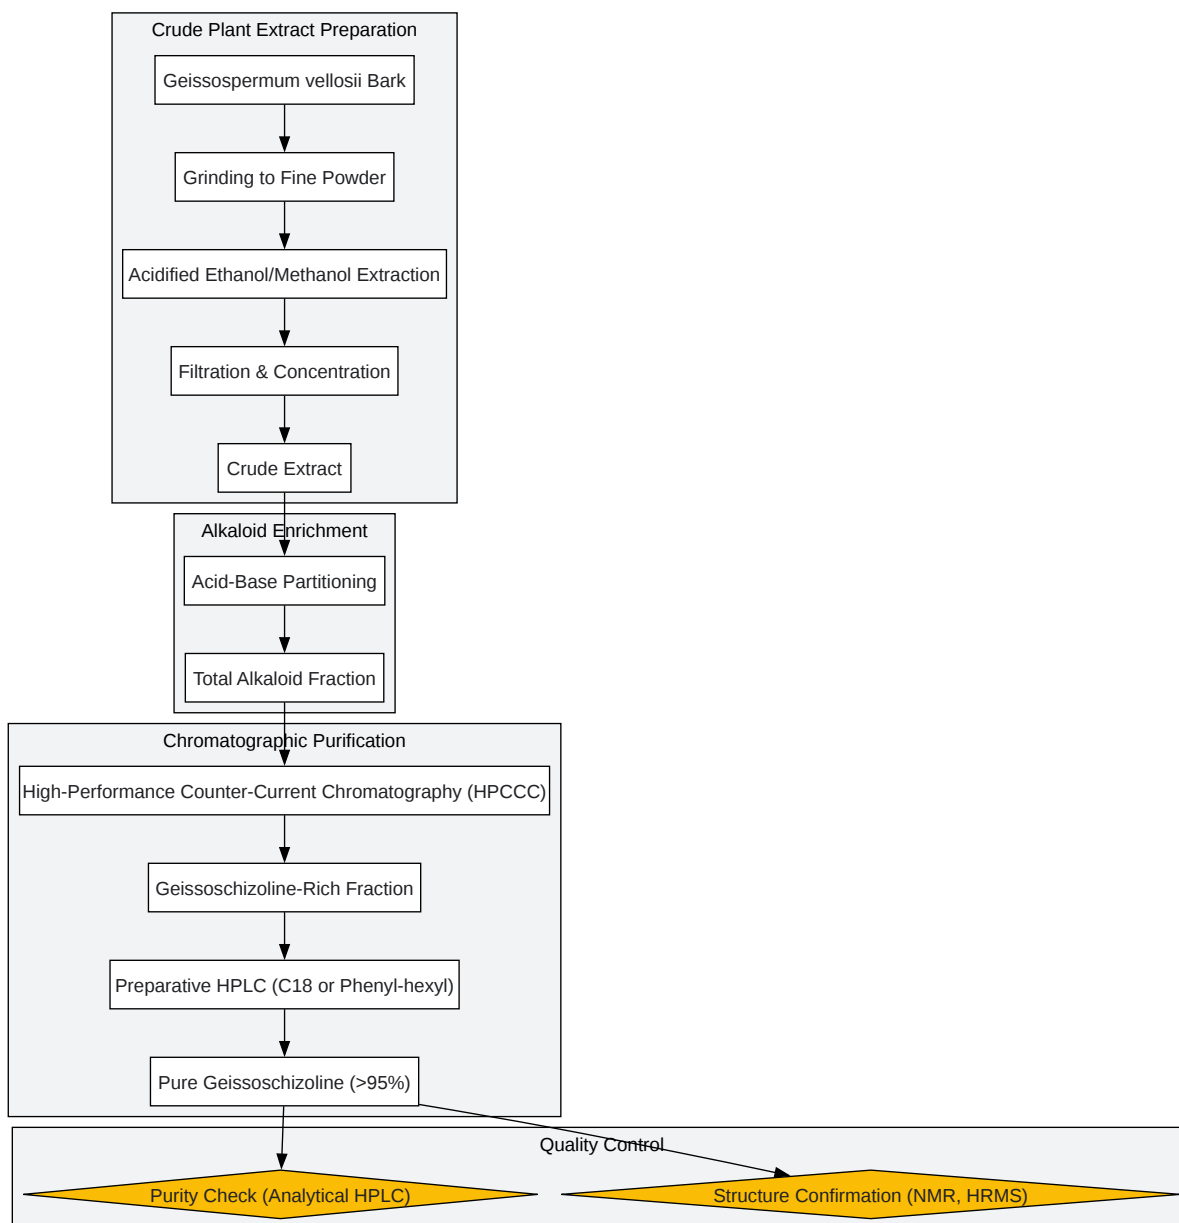 Crude Plant Extract Preparation
Geissospermum vellosii Bark
Grinding to Fine Powder
Acidified Ethanol/Methanol Extraction
Filtration & Concentration
Crude Extract
Alkaloid Enrichment
Acid-Base Partitioning
Total Alkaloid Fraction
Chromatographic Purification
High-Performance Counter-Current Chromatography (HPCCC)
Geissoschizoline-Rich Fraction
Preparative HPLC (C18 or Phenyl-hexyl)
Pure Geissoschizoline (>95%)
Quality Control
Purity Check (Analytical HPLC)
Structure Confirmation (NMR, HRMS)